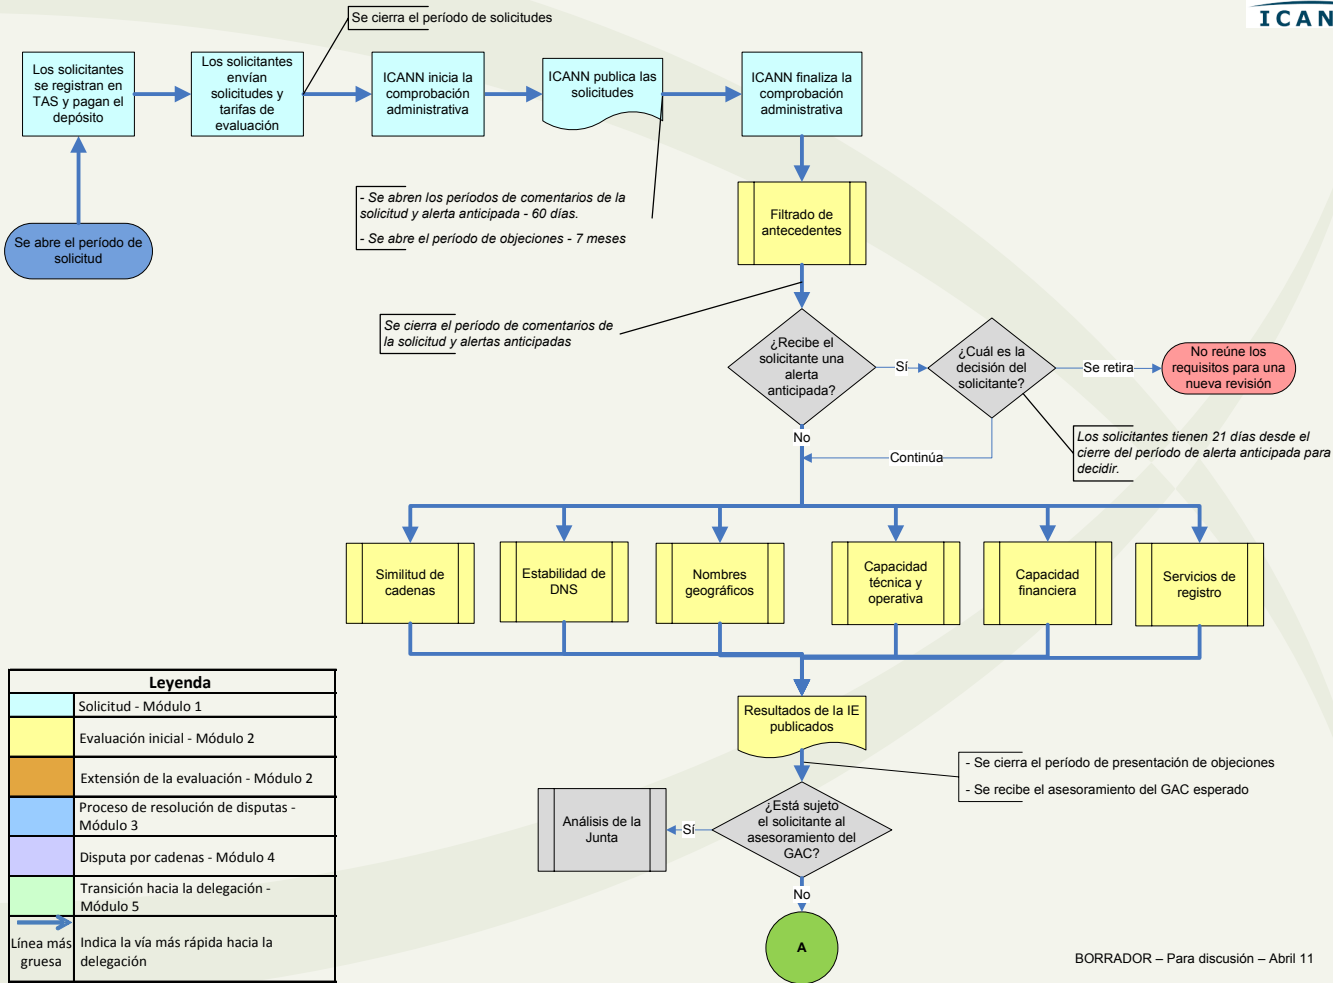 Se cierra el período de solicitudes
ICAN
Los solicitantes
se registran en
TAS y pagan el
depósito
Los solicitantes
envían
solicitudes y
tarifas de
evaluación
ICANN inicia la
comprobación
administrativa
ICANN publica las
solicitudes
ICANN finaliza la
comprobación
administrativa
- Se abren los períodos de comentarios de la
solicitud y alerta anticipada - 60 días.
- Se abre el período de objeciones - 7 meses
Filtrado de
antecedentes
Se abre el período de
solicitud
Se cierra el período de comentarios de
la solicitud y alertas anticipadas
¿Recibe el
solicitante una
alerta
anticipada?
Sí
¿Cuál es la
decisión del
solicitante?
Se retira
No reúne los
requisitos para una
nueva revisión
No
Continúa
Los solicitantes tienen 21 días desde el
cierre del período de alerta anticipada para
decidir.
Similitud de
cadenas
Estabilidad de
DNS
Nombres
geográficos
Capacidad
técnica y
operativa
Capacidad
financiera
Servicios de
registro
Leyenda
Solicitud - Módulo 1
Evaluación inicial - Módulo 2
Extensión de la evaluación - Módulo 2
Proceso de resolución de disputas -
Módulo 3
Disputa por cadenas - Módulo 4
Transición hacia la delegación -
Módulo 5
Línea más
gruesa
Indica la vía más rápida hacia la
delegación
Resultados de la IE
publicados
- Se cierra el período de presentación de objeciones
- Se recibe el asesoramiento del GAC esperado
Análisis de la
Junta
Sí
¿Está sujeto
el solicitante al
asesoramiento del
GAC?
No
A
BORRADOR – Para discusión – Abril 11